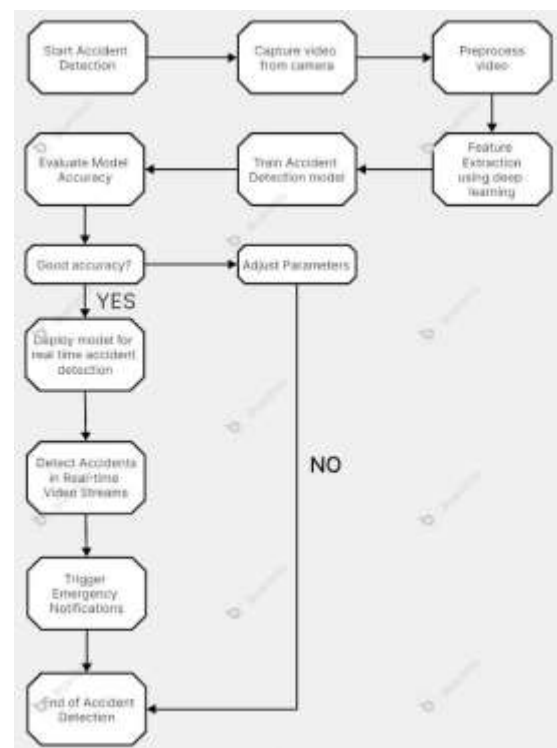 Start Accident
Detection
Capture video
from camera
Preprocess
video
Evaluate Model
Accuracy
Train Accident
Detection model
Feature
Extraction
using deep
learning
Good accuracy?
Adjust Parameters
YES
Deploy model for
real time accident
detection
NO
Detect Accidents
in Real-time
Video Streams
Trigger
Emergency
Notifications
End of Accident
Detection